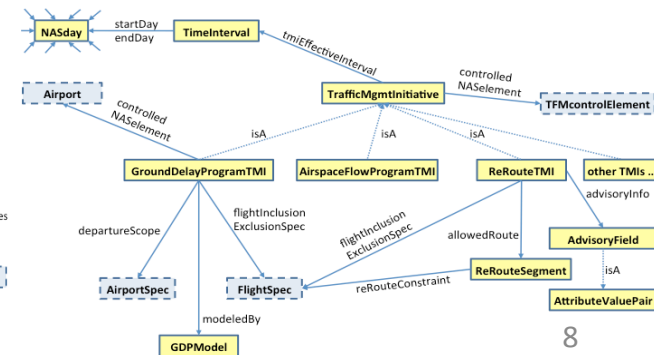 NASday
startDay
endDay
TimeInterval
tmiEffectiveInterval
Airport
controlled
NASelement
TrafficMgmtInitiative
controlled
NASelement
TFMcontrolElement
isA
isA
isA
GroundDelayProgramTMI
AirspaceFlowProgramTMI
ReRouteTMI
other TMIs ..
es
departureScope
flightInclusion
ExclusionSpec
flightInclusion
ExclusionSpec
allowedRoute
advisoryInfo
AdvisoryField
AirportSpec
FlightSpec
reRouteConstraint
ReRouteSegment
isA
AttributeValuePair
modeledBy
GDPModel
8